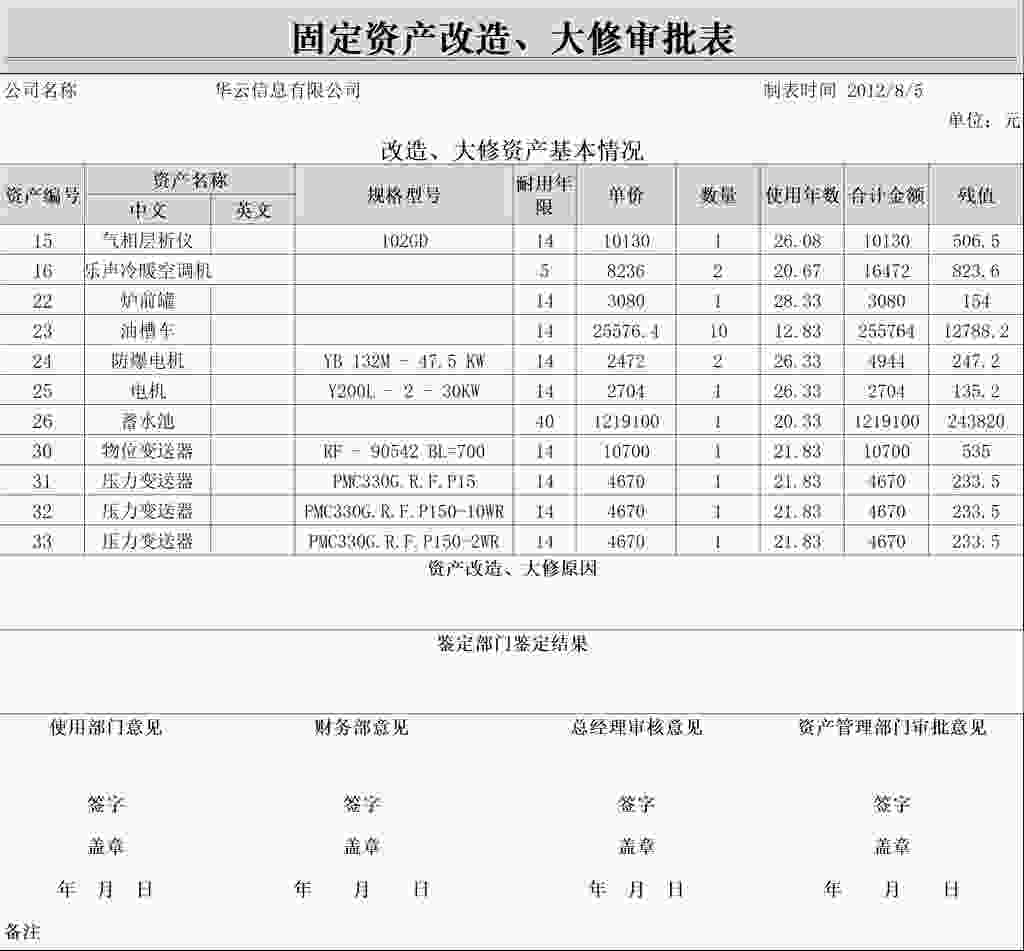 固定资产改造、大修审批表
公司名称 华云信息有限公司 制表时间 2012/8/5
单位：元
改造、大修资产基本情况
资产编号 资产名称 规格型号 耐用年限 单价 数量 使用年数 合计金额 残值
中文 英文
15 气相层析仪 102GD 14 10130 1 26.08 10130 506.5
16 乐声冷暖空调机 5 8236 2 20.67 16472 823.6
22 炉前罐 14 3080 1 28.33 3080 154
23 油槽车 14 25576.4 10 12.83 255764 12788.2
24 防爆电机 YB 132M - 47.5 KW 14 2472 2 26.33 4944 247.2
25 电机 Y200L - 2 - 30KW 14 2704 1 26.33 2704 135.2
26 蓄水池 40 1219100 1 20.33 1219100 243820
30 物位变送器 RF - 90542 BL=700 14 10700 1 21.83 10700 535
31 压力变送器 PMC330G.R.F.P15 14 4670 1 21.83 4670 233.5
32 压力变送器 PMC330G.R.F.P150-10WR 14 4670 1 21.83 4670 233.5
33 压力变送器 PMC330G.R.F.P150-2WR 14 4670 1 21.83 4670 233.5
资产改造、大修原因
鉴定部门鉴定结果
使用部门意见 财务部意见 总经理审核意见 资产管理部门审批意见
签字 签字 签字 签字
盖章 盖章 盖章 盖章
年 月 日 年 月 日 年 月 日 年 月 日
备注